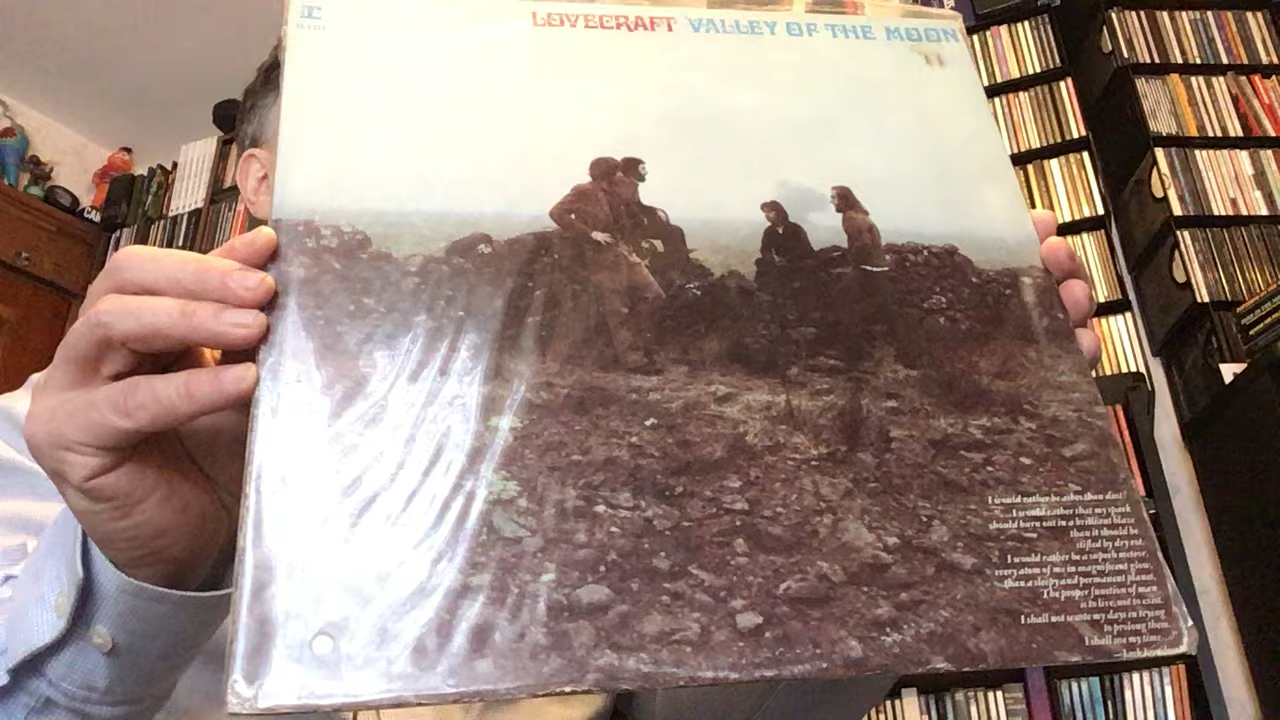 LOVECRAFT VALLEY OF THE MOON
I would rather be ashes than dust!
"...I would rather that my spark
should burn out in a brilliant blaze
than it should be
stifled by dry rot.
I would rather be a superb meteor,
every atom of me in magnificent glow,
than a sleepy and permanent planet.
The proper function of man
is to live, not to exist.
I shall not waste my days in trying
to prolong them.
I shall use my time...
CAN